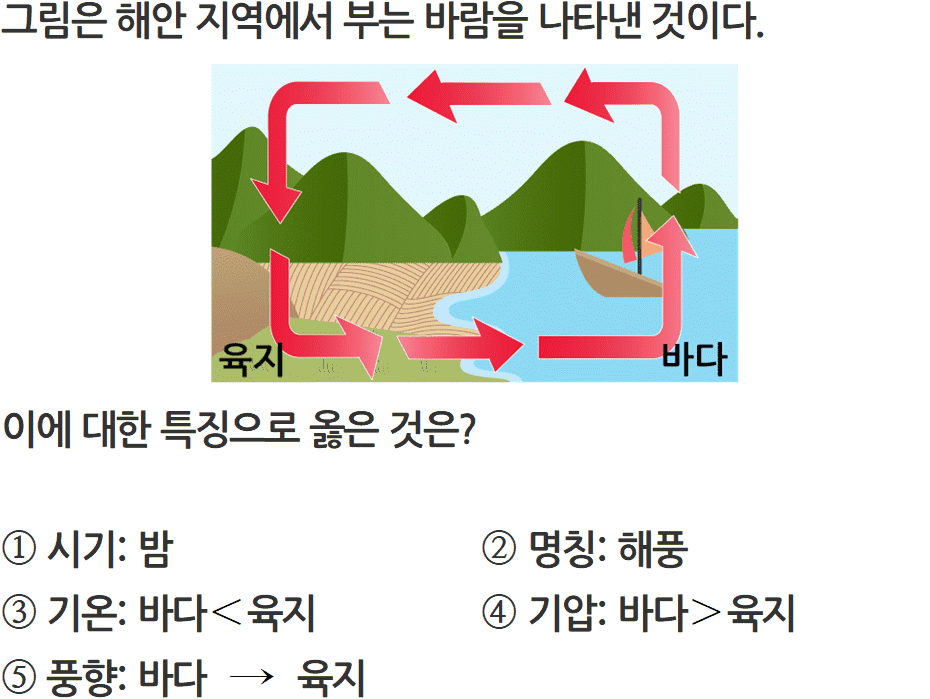 그림은 해안 지역에서 부는 바람을 나타낸 것이다.
육지
바다
이에 대한 특징으로 옳은 것은?
① 시기: 밤
② 명칭: 해풍
③ 기온: 바다<육지
④ 기압: 바다>육지
⑤ 풍향: 바다 → 육지